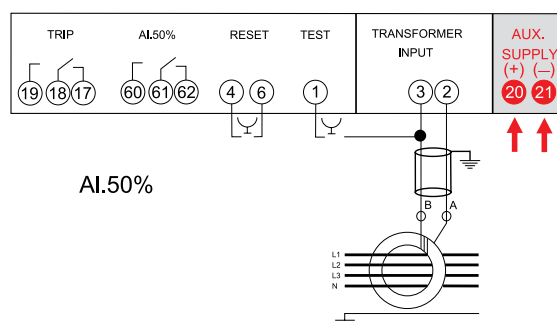 TRIP AI.50% RESET TEST TRANSFORMER INPUT AUX. SUPPLY
(+) (—)
19 18 17 60 61 62 4 6 1 3 2 20 21
AI.50%
B A
L1
L2
L3
N